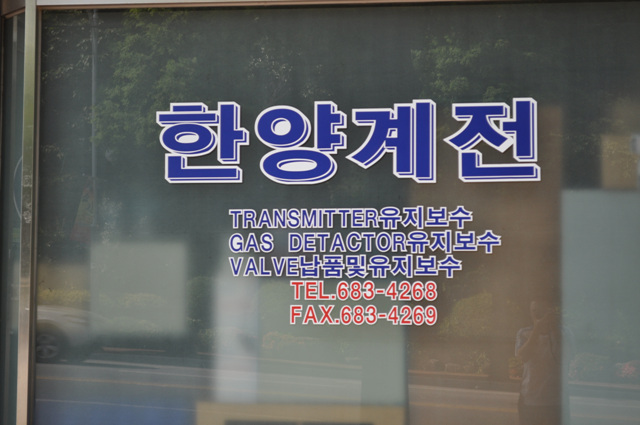 한양계전
TRANSMITTER유지보수
GAS DETACTOR유지보수
VALVE납품및유지보수
TEL.683-4268
FAX.683-4269